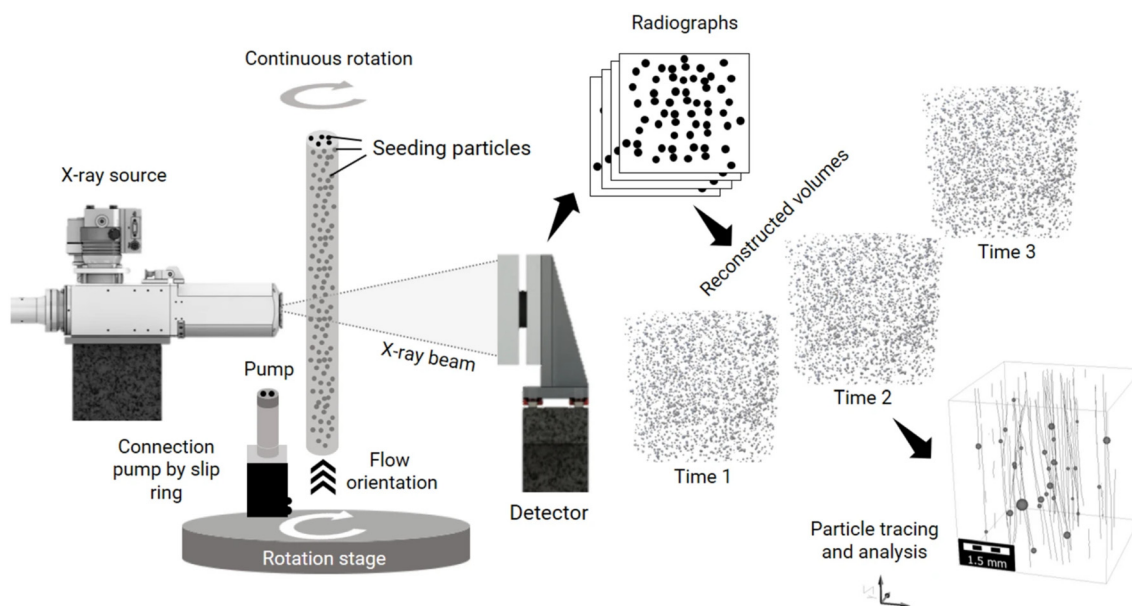 Radiographs
Continuous rotation
Seeding particles
X-ray source
Reconstructed volumes
Time 3
X-ray beam
Pump
Time 2
Connection
pump by slip
ring
Flow
orientation
Time 1
Detector
Rotation stage
Particle tracing
and analysis
1.5 mm